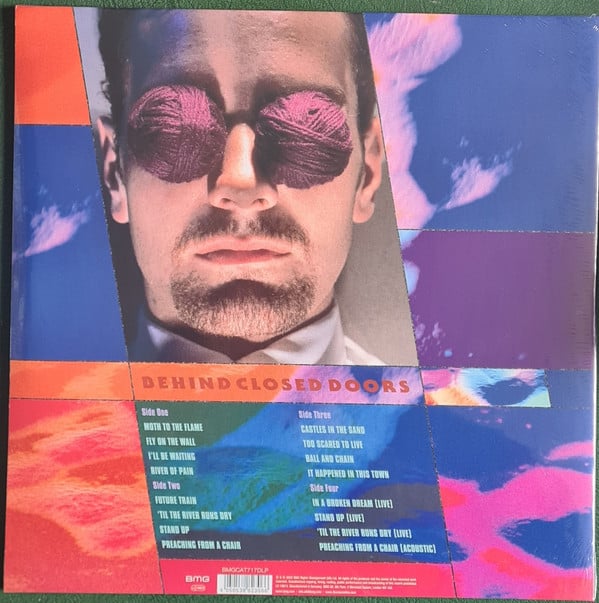 BEHIND CLOSED DOORS
Side One
MOTH TO THE FLAME
FLY ON THE WALL
I'LL BE WAITING
RIVER OF PAIN
Side Two
FUTURE TRAIN
'TIL THE RIVER RUNS DRY
STAND UP
PREACHING FROM A CHAIR
Side Three
CASTLES IN THE SAND
TOO SCARED TO LIVE
BALL AND CHAIN
IT HAPPENED IN THIS TOWN
Side Four
IN A BROKEN DREAM (LIVE)
STAND UP (LIVE)
'TIL THE RIVER RUNS DRY (LIVE)
PREACHING FROM A CHAIR (ACOUSTIC)
BMG
BMGCAT717DLP